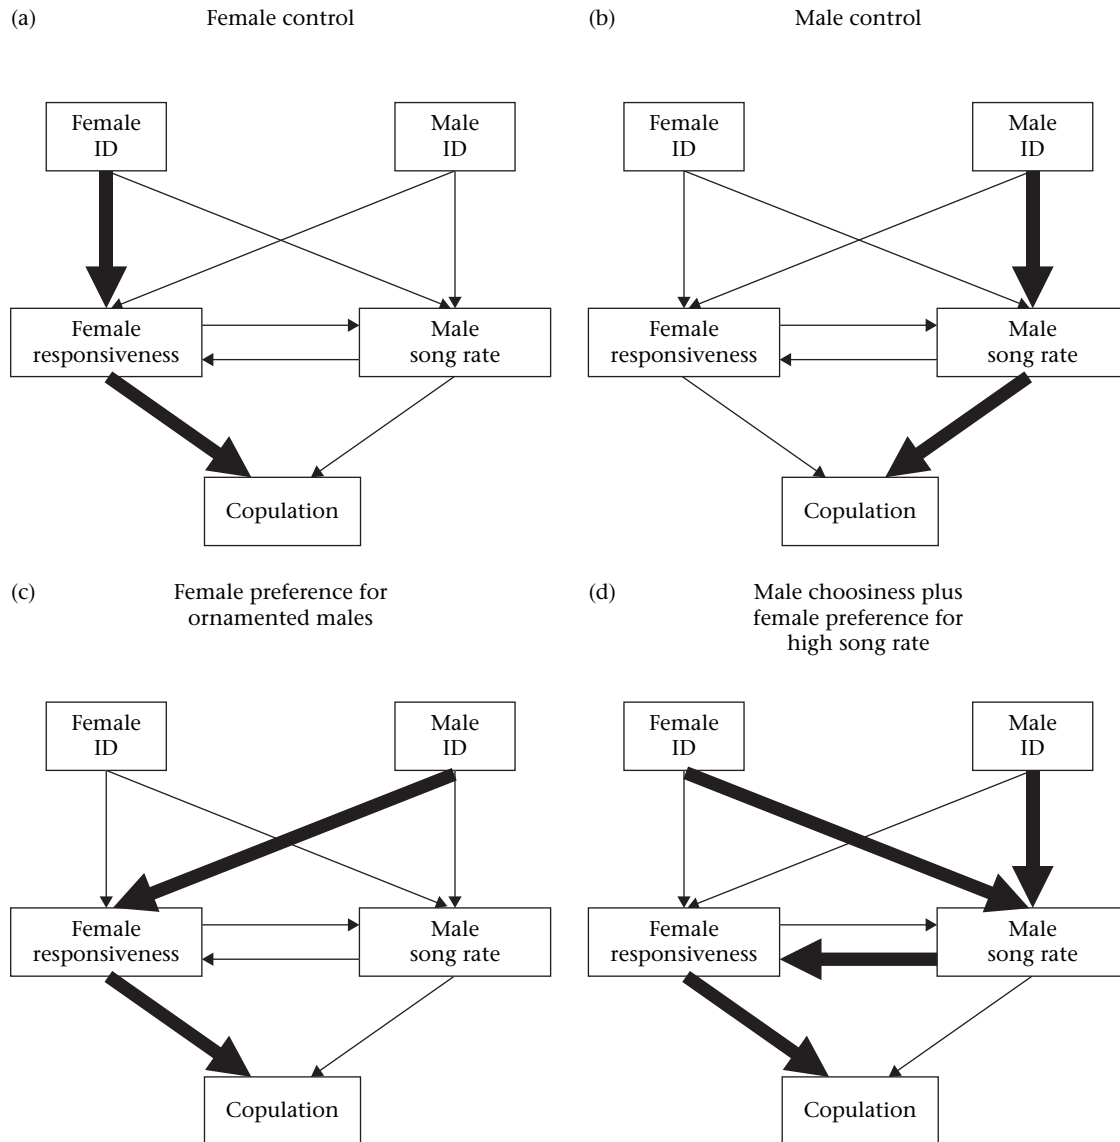 (a)
Female control
Female
ID
Male
ID
Female
responsiveness
Male
song rate
Copulation
(b)
Male control
Female
ID
Male
ID
Female
responsiveness
Male
song rate
Copulation
(c)
Female preference for
ornamented males
Female
ID
Male
ID
Female
responsiveness
Male
song rate
Copulation
(d)
Male choosiness plus
female preference for
high song rate
Female
ID
Male
ID
Female
responsiveness
Male
song rate
Copulation